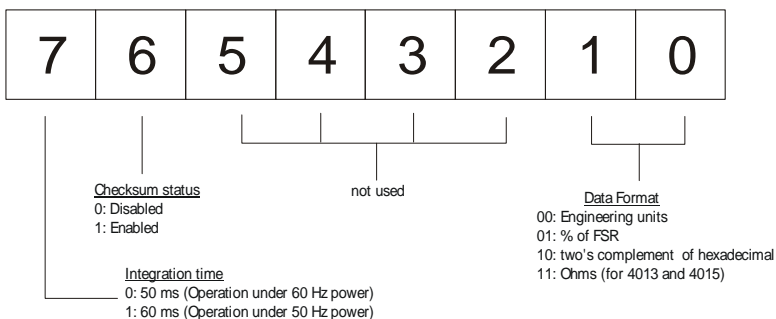 7 6 5 4 3 2 1 0
Checksum status
0: Disabled
1: Enabled
not used
Data Format
00: Engineering units
01: % of FSR
10: two's complement of hexadecimal
11: Ohms (for 4013 and 4015)
Integration time
0: 50 ms (Operation under 60 Hz power)
1: 60 ms (Operation under 50 Hz power)